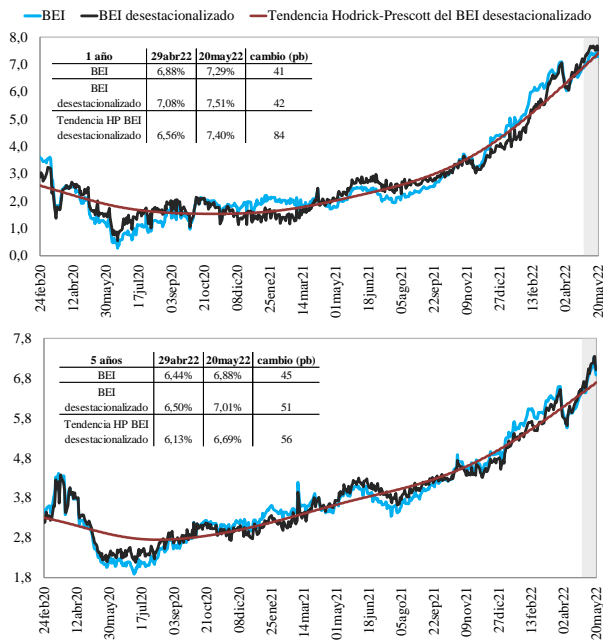 BEI BEI desestacionalizado Tendencia Hodrick-Prescott del BEI desestacionalizado
8,0
7,0
6,0
5,0
4,0
3,0
2,0
1,0
0,0
1 año 29abr22 20may22 cambio (pb)
BEI 6,88% 7,29% 41
BEI
desestacionalizado 7,08% 7,51% 42
Tendencia HP BEI
desestacionalizado 6,56% 7,40% 84
24feb20
12abr20
30may20
17jul20
03sep20
21oct20
08dic20
25ene21
14mar21
01may21
18jun21
05ago21
22sep21
09nov21
27dic21
13feb22
02abr22
20may22
7,8
6,8
5,8
4,8
3,8
2,8
1,8
5 años 29abr22 20may22 cambio (pb)
BEI 6,44% 6,88% 45
BEI
desestacionalizado 6,50% 7,01% 51
Tendencia HP BEI
desestacionalizado 6,13% 6,69% 56
24feb20
12abr20
30may20
17jul20
03sep20
21oct20
08dic20
25ene21
14mar21
01may21
18jun21
05ago21
22sep21
09nov21
27dic21
13feb22
02abr22
20may22